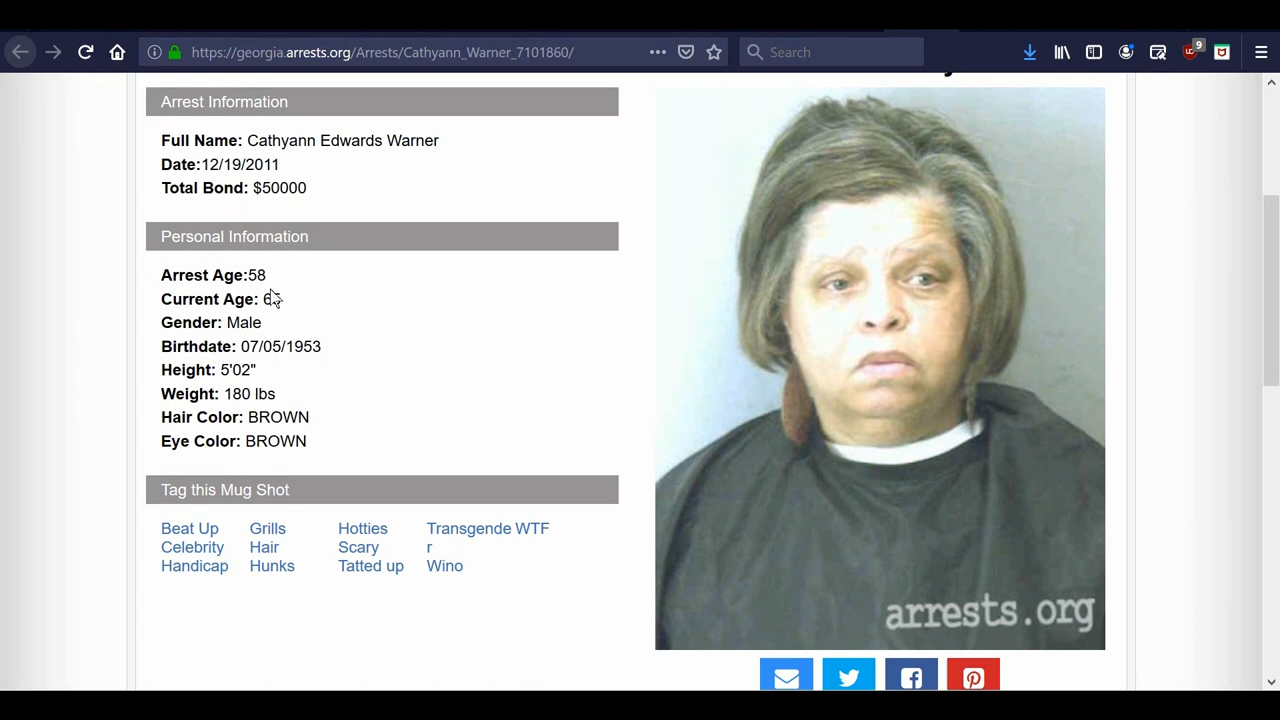 https://georgia.arrests.org/Arrests/Cathyann_Warner_7101860/
Search
9
Arrest Information
Full Name: Cathyann Edwards Warner
Date:12/19/2011
Total Bond: $50000
Personal Information
Arrest Age:58
Current Age:
Gender: Male
Birthdate: 07/05/1953
Height: 5'02"
Weight: 180 lbs
Hair Color: BROWN
Eye Color: BROWN
Tag this Mug Shot
Beat Up Grills Hotties Transgende WTF
Celebrity Hair Scary r
Handicap Hunks Tatted up Wino
arrests.org